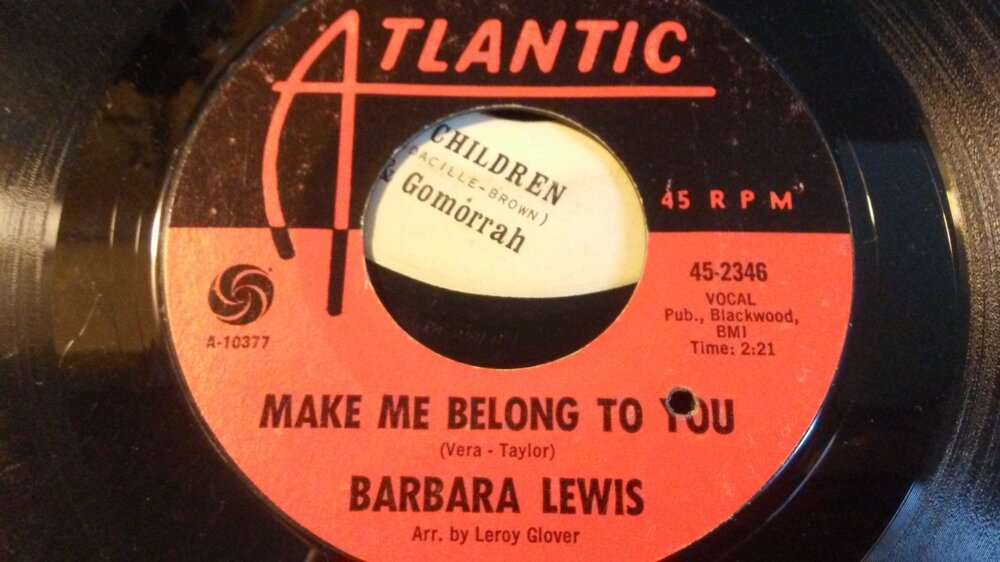 ATLANTIC
CHILDREN
DACILLE-BROWN)
&
Gomorrah
45 RPM
45-2346
VOCAL
Pub., Blackwood,
BMI
Time: 2:21
A-10377
MAKE ME BELONG TO YOU
(Vera - Taylor)
BARBARA LEWIS
Arr. by Leroy Glover